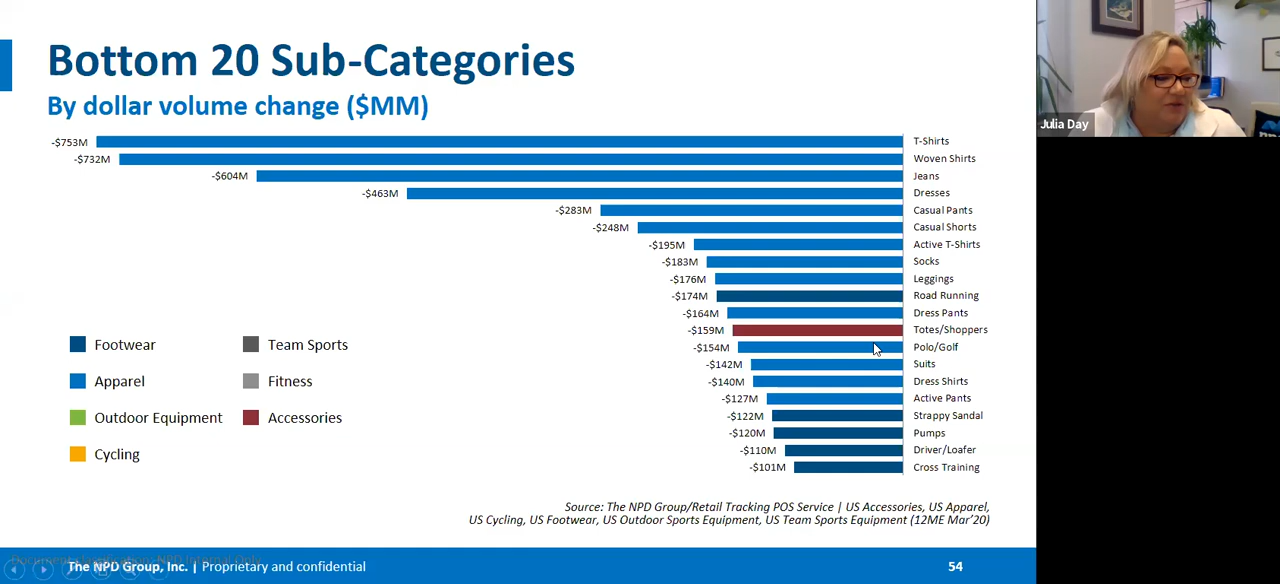 Bottom 20 Sub-Categories
By dollar volume change ($MM)
Julia Day
-$753M T-Shirts
-$732M Woven Shirts
-$604M Jeans
-$463M Dresses
-$283M Casual Pants
-$248M Casual Shorts
-$195M Active T-Shirts
-$183M Socks
-$176M Leggings
-$174M Road Running
-$164M Dress Pants
-$159M Totes/Shoppers
-$154M Polo/Golf
-$142M Suits
-$140M Dress Shirts
-$127M Active Pants
-$122M Strappy Sandal
-$120M Pumps
-$110M Driver/Loafer
-$101M Cross Training
Footwear Team Sports
Apparel Fitness
Outdoor Equipment Accessories
Cycling
Source: The NPD Group/Retail Tracking POS Service | US Accessories, US Apparel,
US Cycling, US Footwear, US Outdoor Sports Equipment, US Team Sports Equipment (12ME Mar'20)
The NPD Group, Inc. | Proprietary and confidential 54